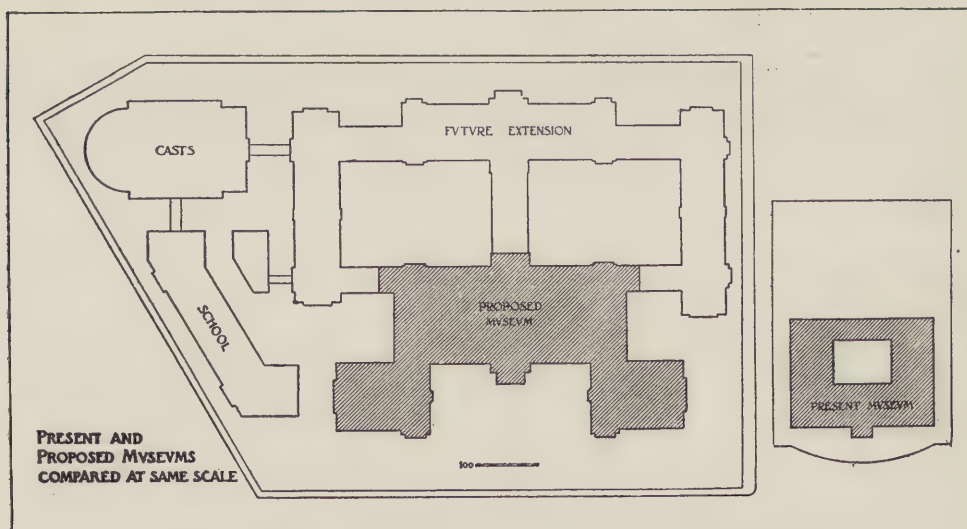 FVTVRE EXTENSION
CASTS
SCHOOL
PROPOSED
MVSEVM
PRESENT MVSEVM
PRESENT AND
PROPOSED MVSEVMS
COMPARED AT SAME SCALE
100